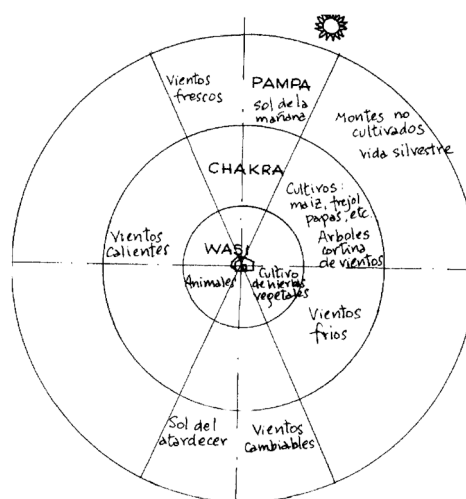 Vientos
frescos
PAMPA
Sol de la
mañana
Montes no
cultivados
vida silvestre
CHAKRA
Cultivos:
maiz, frejol
papas, etc.
Arboles
cortina
de vientos
Vientos
Calientes
WASI
Animales
Cultivo
de hierbas
vegetales
Vientos
frios
Sol del
atardecer
Vientos
Cambiables